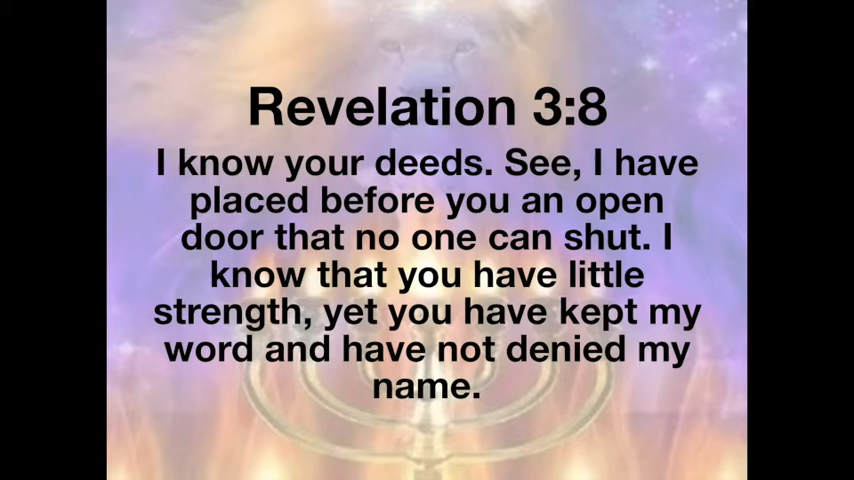 Revelation 3:8
I know your deeds. See, I have
placed before you an open
door that no one can shut. I
know that you have little
strength, yet you have kept my
word and have not denied my
name.